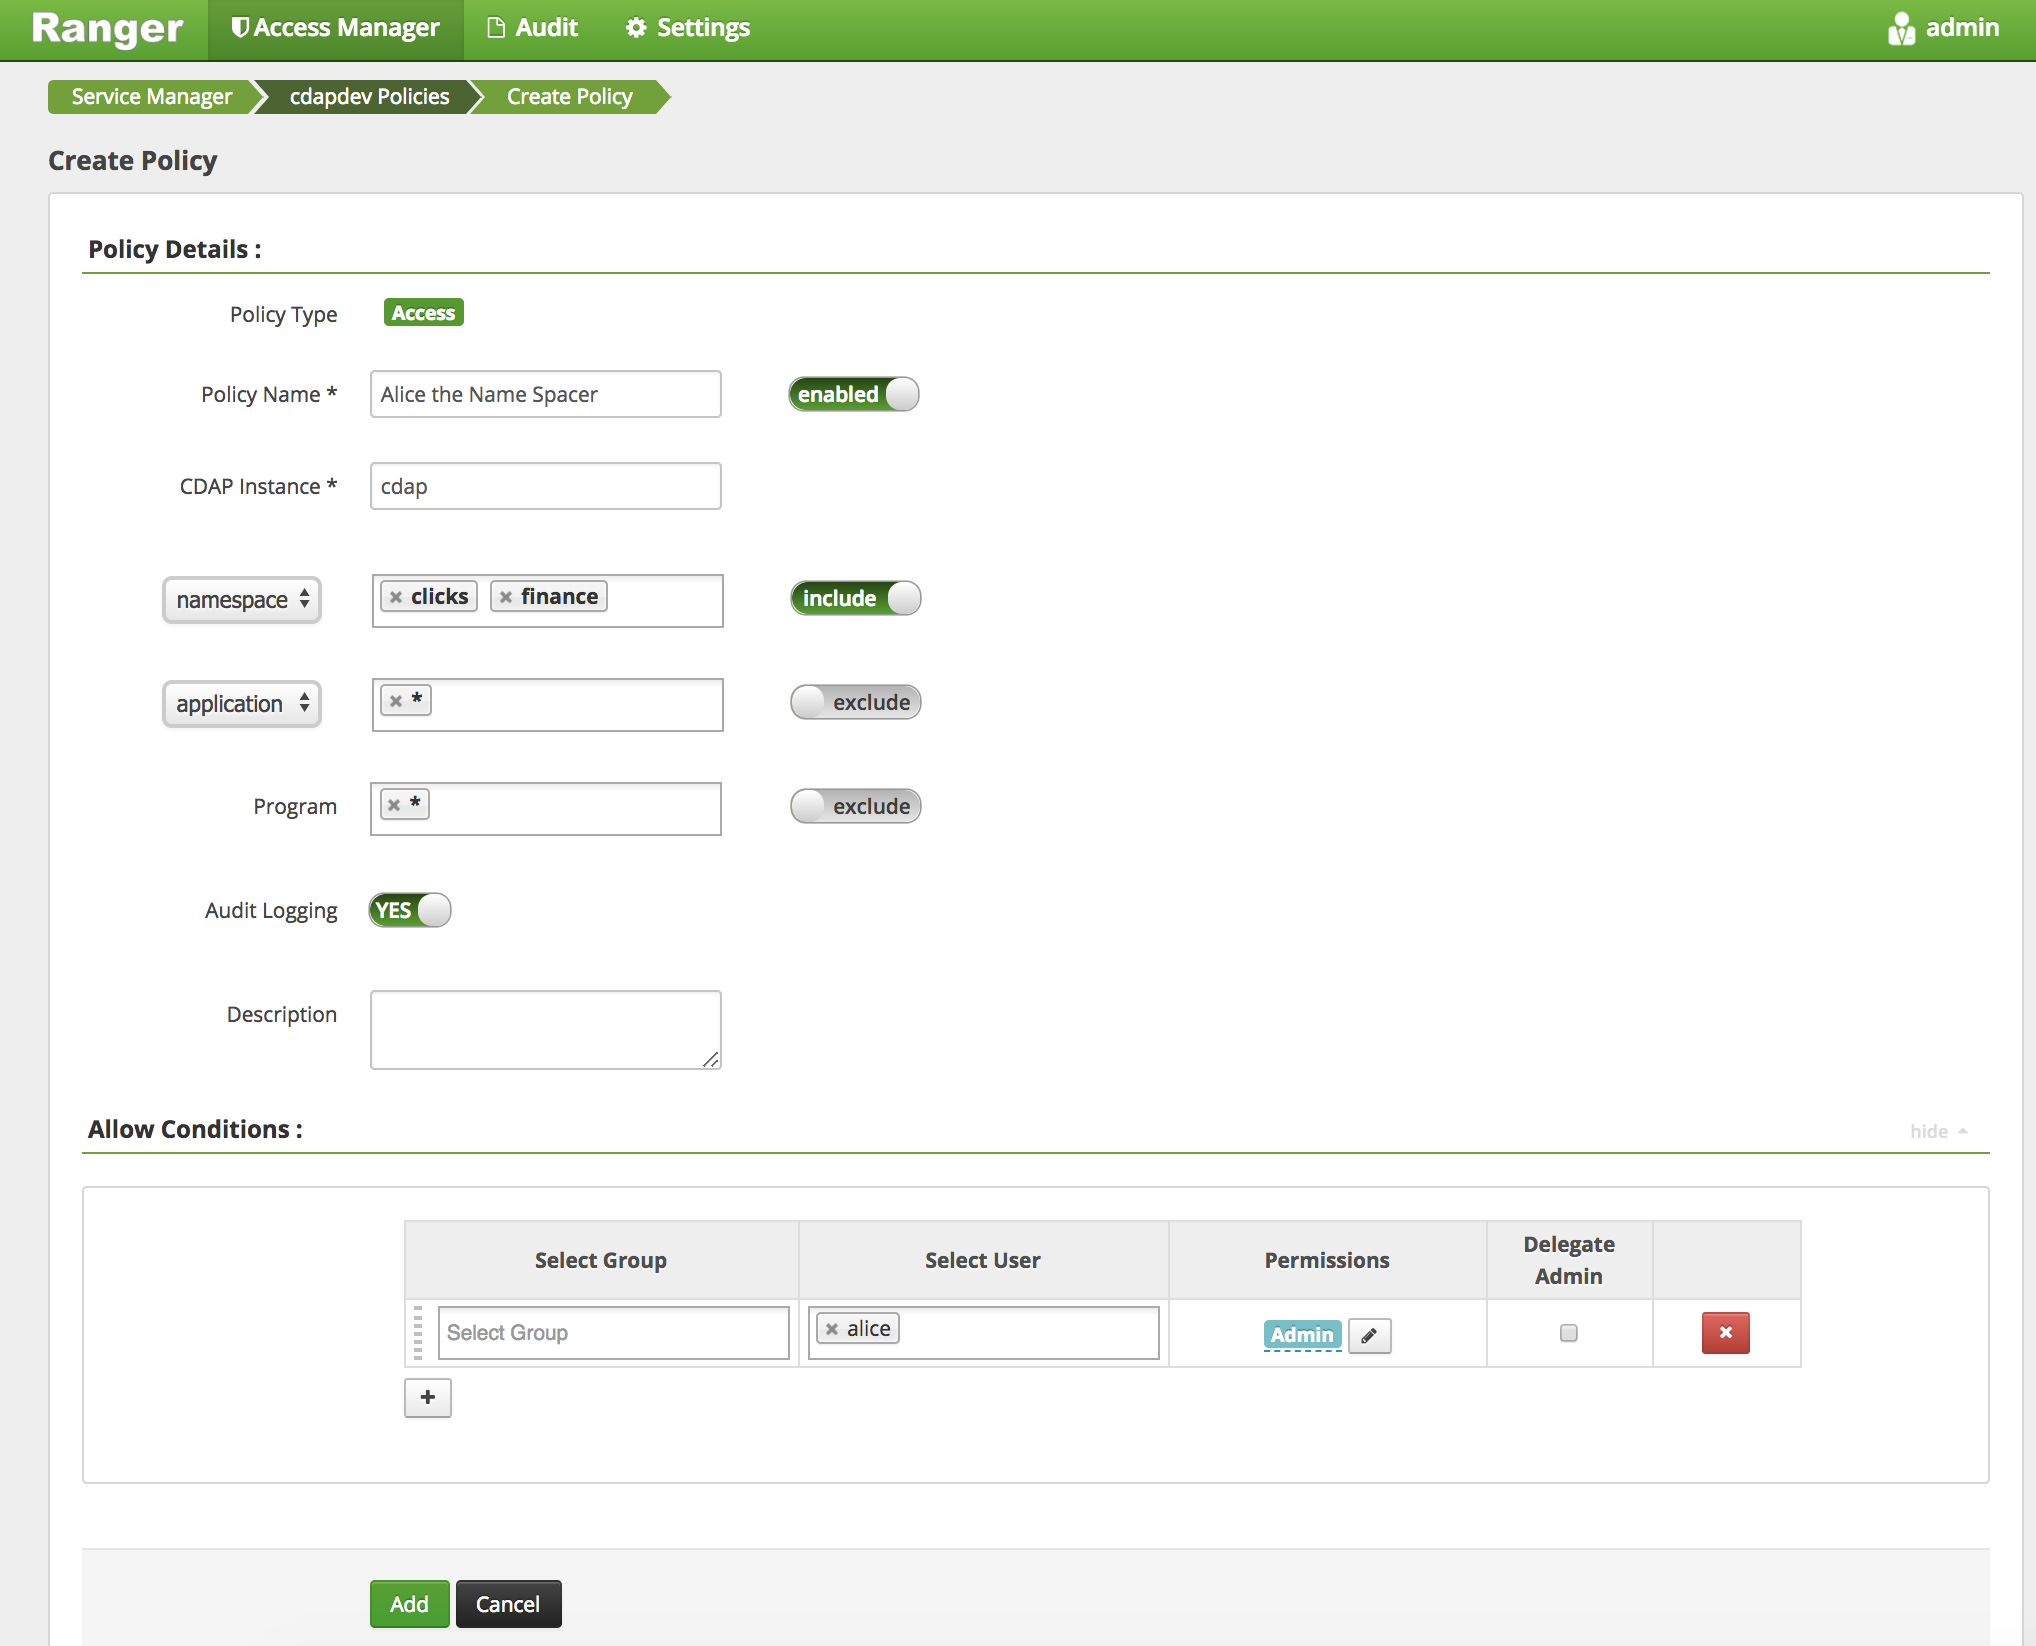 Ranger Access Manager Audit Settings admin
Service Manager cdapdev Policies Create Policy
Create Policy
Policy Details :
Policy Type Access
Policy Name * Alice the Name Spacer enabled
CDAP Instance * cdap
namespace × clicks × finance include
application × * exclude
Program × * exclude
Audit Logging YES
Description
Allow Conditions : hide
Select Group Select User Permissions Delegate Admin
Select Group × alice Admin
+
Add Cancel